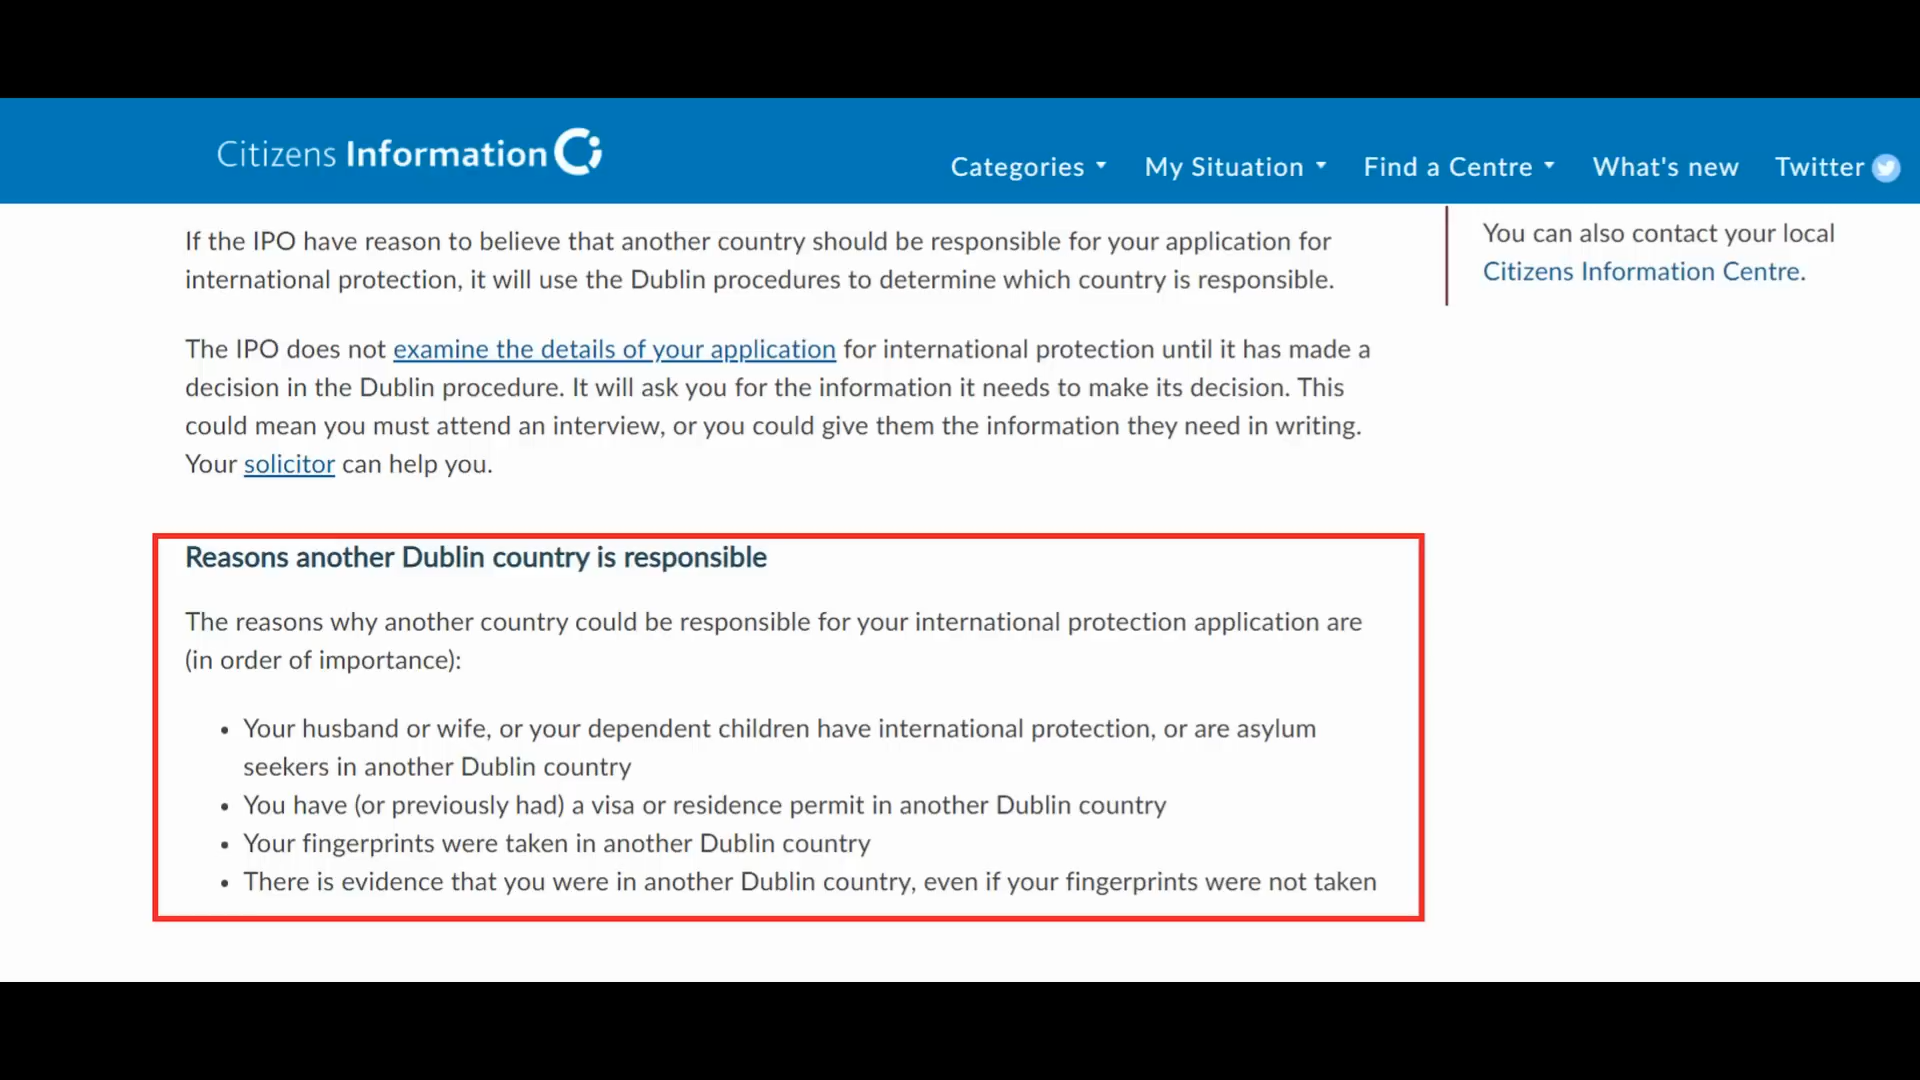 Citizens Information
Categories
My Situation
Find a Centre
What's new
Twitter
If the IPO have reason to believe that another country should be responsible for your application for
international protection, it will use the Dublin procedures to determine which country is responsible.
The IPO does not examine the details of your application for international protection until it has made a
decision in the Dublin procedure. It will ask you for the information it needs to make its decision. This
could mean you must attend an interview, or you could give them the information they need in writing.
Your solicitor can help you.
Reasons another Dublin country is responsible
The reasons why another country could be responsible for your international protection application are
(in order of importance):
• Your husband or wife, or your dependent children have international protection, or are asylum
seekers in another Dublin country
• You have (or previously had) a visa or residence permit in another Dublin country
• Your fingerprints were taken in another Dublin country
• There is evidence that you were in another Dublin country, even if your fingerprints were not taken
You can also contact your local
Citizens Information Centre.